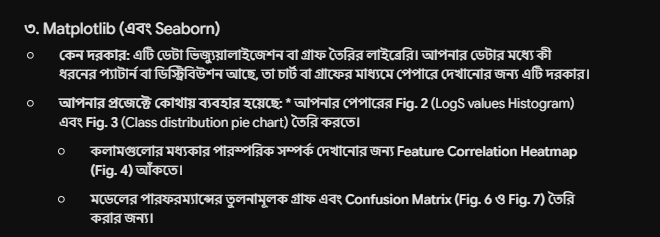 ৩. Matplotlib (এবং Seaborn)
○ কেন দরকার: এটি ডেটা ভিজ্যুয়ালাইজেশন বা গ্রাফ তৈরির লাইব্রেরি। আপনার ডেটার মধ্যে কী
ধরনের প্যাটার্ন বা ডিস্ট্রিবিউশন আছে, তা চার্ট বা গ্রাফের মাধ্যমে পেপারে দেখানোর জন্য এটি দরকার।
○ আপনার প্রজেক্টে কোথায় ব্যবহার হয়েছে: * আপনার পেপারের Fig. 2 (LogS values Histogram)
এবং Fig. 3 (Class distribution pie chart) তৈরি করতে।
○ কলামগুলোর মধ্যকার পারস্পরিক সম্পর্ক দেখানোর জন্য Feature Correlation Heatmap
(Fig. 4) আঁকতে।
○ মডেলের পারফরম্যান্সের তুলনামূলক গ্রাফ এবং Confusion Matrix (Fig. 6 ও Fig. 7) তৈরি
করার জন্য।